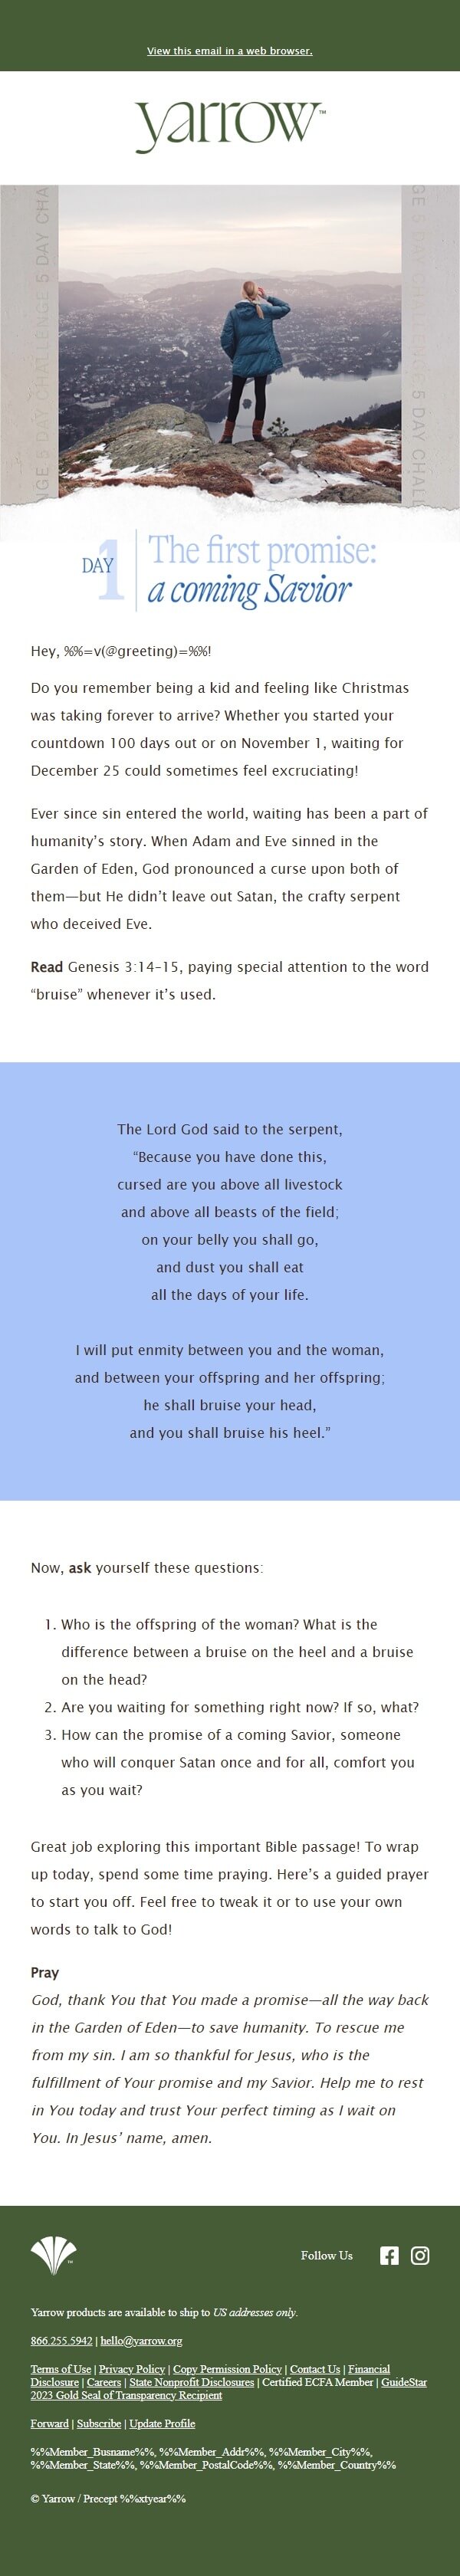 View this email in a web browser.
yarrow™
5 DAY CHA
NGE 5 DAY CHALLENGE 5 DAY CHA
GE 5 DAY CHALLENGE 5 DAY CHALL
DAY 1
The first promise:
a coming Savior
Hey, %%=v(@greeting)=%%!
Do you remember being a kid and feeling like Christmas
was taking forever to arrive? Whether you started your
countdown 100 days out or on November 1, waiting for
December 25 could sometimes feel excruciating!
Ever since sin entered the world, waiting has been a part of
humanity’s story. When Adam and Eve sinned in the
Garden of Eden, God pronounced a curse upon both of
them—but He didn’t leave out Satan, the crafty serpent
who deceived Eve.
Read Genesis 3:14–15, paying special attention to the word
“bruise” whenever it’s used.
The Lord God said to the serpent,
“Because you have done this,
cursed are you above all livestock
and above all beasts of the field;
on your belly you shall go,
and dust you shall eat
all the days of your life.
I will put enmity between you and the woman,
and between your offspring and her offspring;
he shall bruise your head,
and you shall bruise his heel.”
Now, ask yourself these questions:
1. Who is the offspring of the woman? What is the
difference between a bruise on the heel and a bruise
on the head?
2. Are you waiting for something right now? If so, what?
3. How can the promise of a coming Savior, someone
who will conquer Satan once and for all, comfort you
as you wait?
Great job exploring this important Bible passage! To wrap
up today, spend some time praying. Here’s a guided prayer
to start you off. Feel free to tweak it or to use your own
words to talk to God!
Pray
God, thank You that You made a promise—all the way back
in the Garden of Eden—to save humanity. To rescue me
from my sin. I am so thankful for Jesus, who is the
fulfillment of Your promise and my Savior. Help me to rest
in You today and trust Your perfect timing as I wait on
You. In Jesus’ name, amen.
Follow Us
Yarrow products are available to ship to US addresses only.
866.255.5942 | hello@yarrow.org
Terms of Use | Privacy Policy | Copy Permission Policy | Contact Us | Financial
Disclosure | Careers | State Nonprofit Disclosures | Certified ECFA Member | GuideStar
2023 Gold Seal of Transparency Recipient
Forward | Subscribe | Update Profile
%%Member_Busname%%, %%Member_Addr%%, %%Member_City%%,
%%Member_State%%, %%Member_PostalCode%%, %%Member_Country%%
© Yarrow / Precept %%xtyear%%